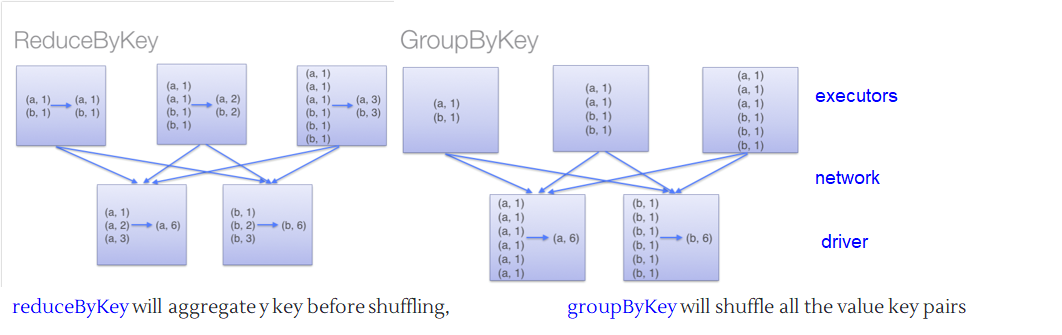 ReduceByKey
(a, 1) (a, 1)
(b, 1) (b, 1)
(a, 1)
(a, 1) (a, 2)
(b, 1) (b, 2)
(b, 1)
(a, 1)
(a, 1)
(a, 1) (a, 3)
(b, 1) (b, 3)
(b, 1)
(b, 1)
(a, 1)
(a, 2) (a, 6)
(a, 3)
(b, 1)
(b, 2) (b, 6)
(b, 3)
GroupByKey
(a, 1)
(b, 1)
(a, 1)
(a, 1)
(b, 1)
(b, 1)
(a, 1)
(a, 1)
(a, 1)
(b, 1)
(b, 1)
(b, 1)
executors
network
(a, 1)
(a, 1)
(a, 1)
(a, 1)
(a, 1)
(a, 1)
(a, 6)
(b, 1)
(b, 1)
(b, 1)
(b, 1)
(b, 1)
(b, 1)
(b, 6)
driver
reduceByKey will aggregate y key before shuffling,
groupByKey will shuffle all the value key pairs